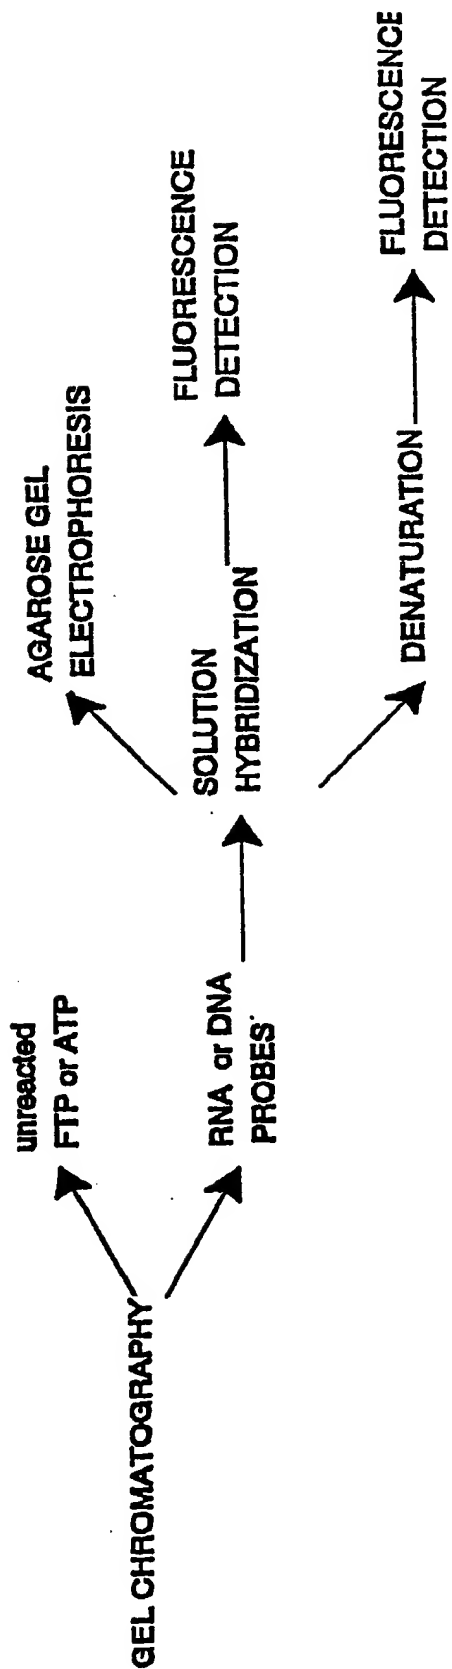 GEL CHROMATOGRAPHY
unreacted
FTP or ATP
RNA or DNA
PROBES
AGAROSE GEL
ELECTROPHORESIS
SOLUTION
HYBRIDIZATION
FLUORESCENCE
DETECTION
DENATURATION
FLUORESCENCE
DETECTION